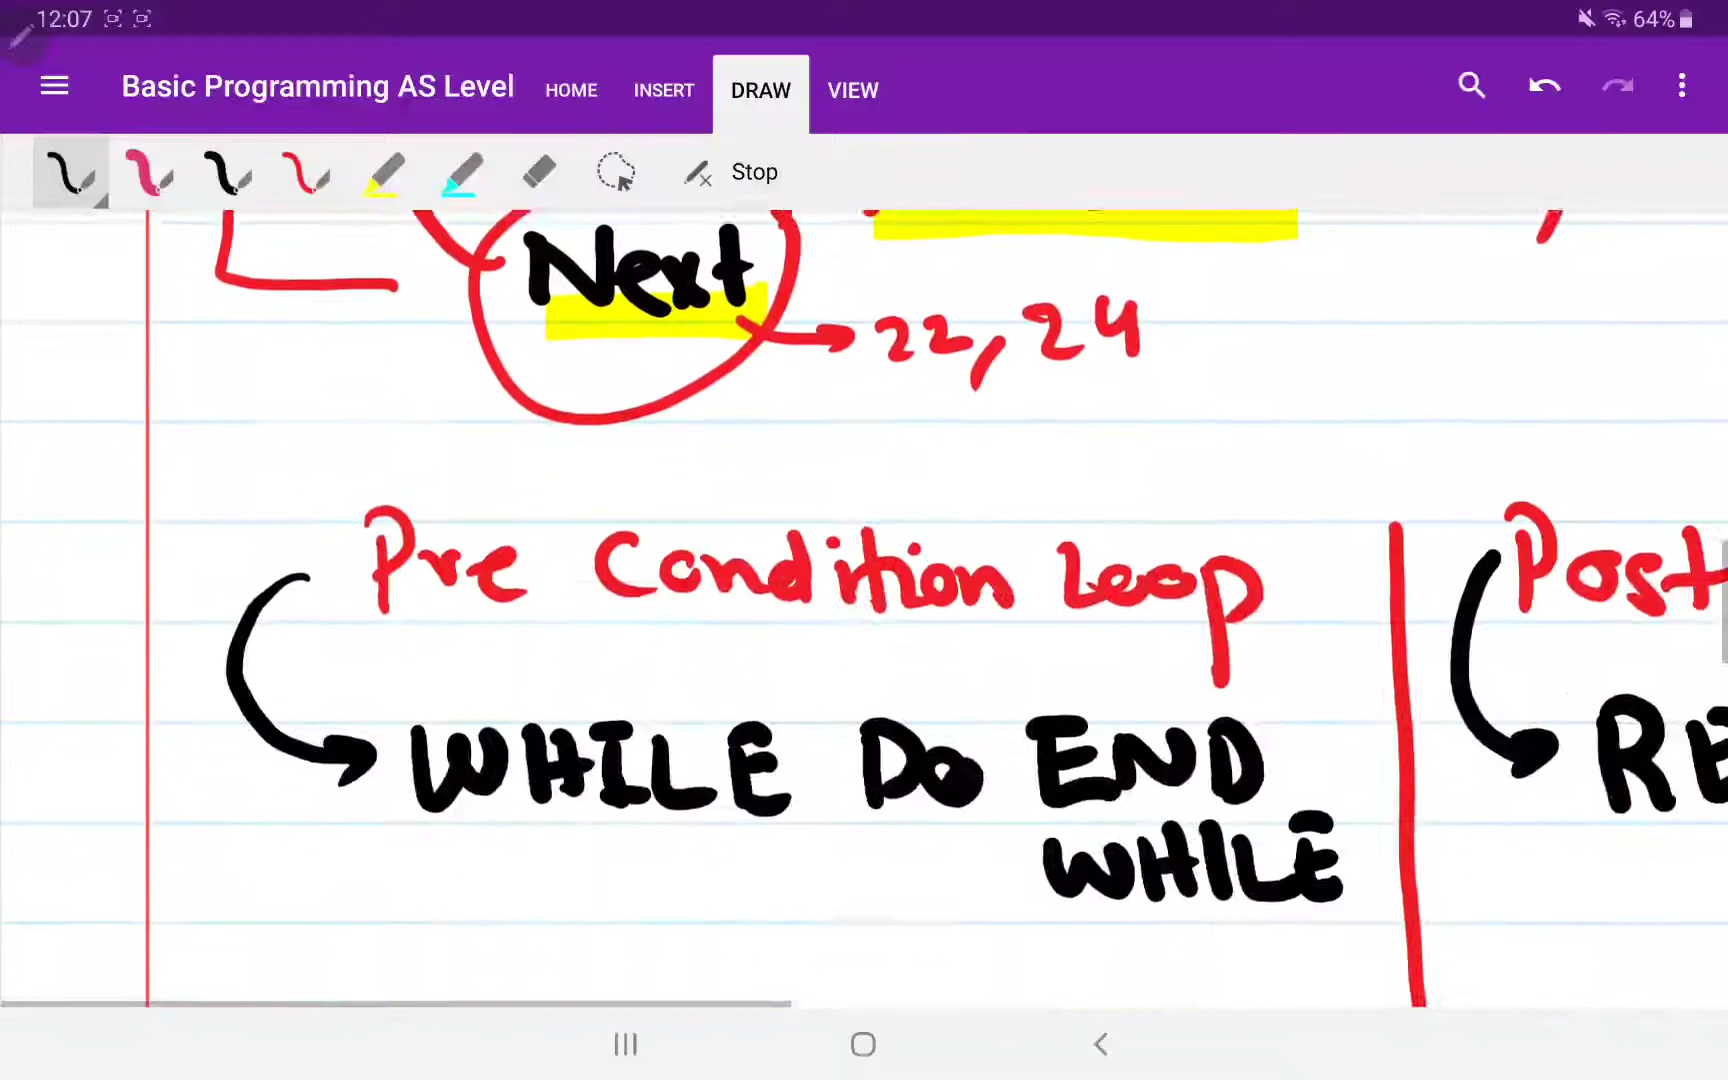 12:07 64%
Basic Programming AS Level HOME INSERT DRAW VIEW
Stop
Next
22, 24
Pre Condition Loop
Post
WHILE DO END
WHILE
RE